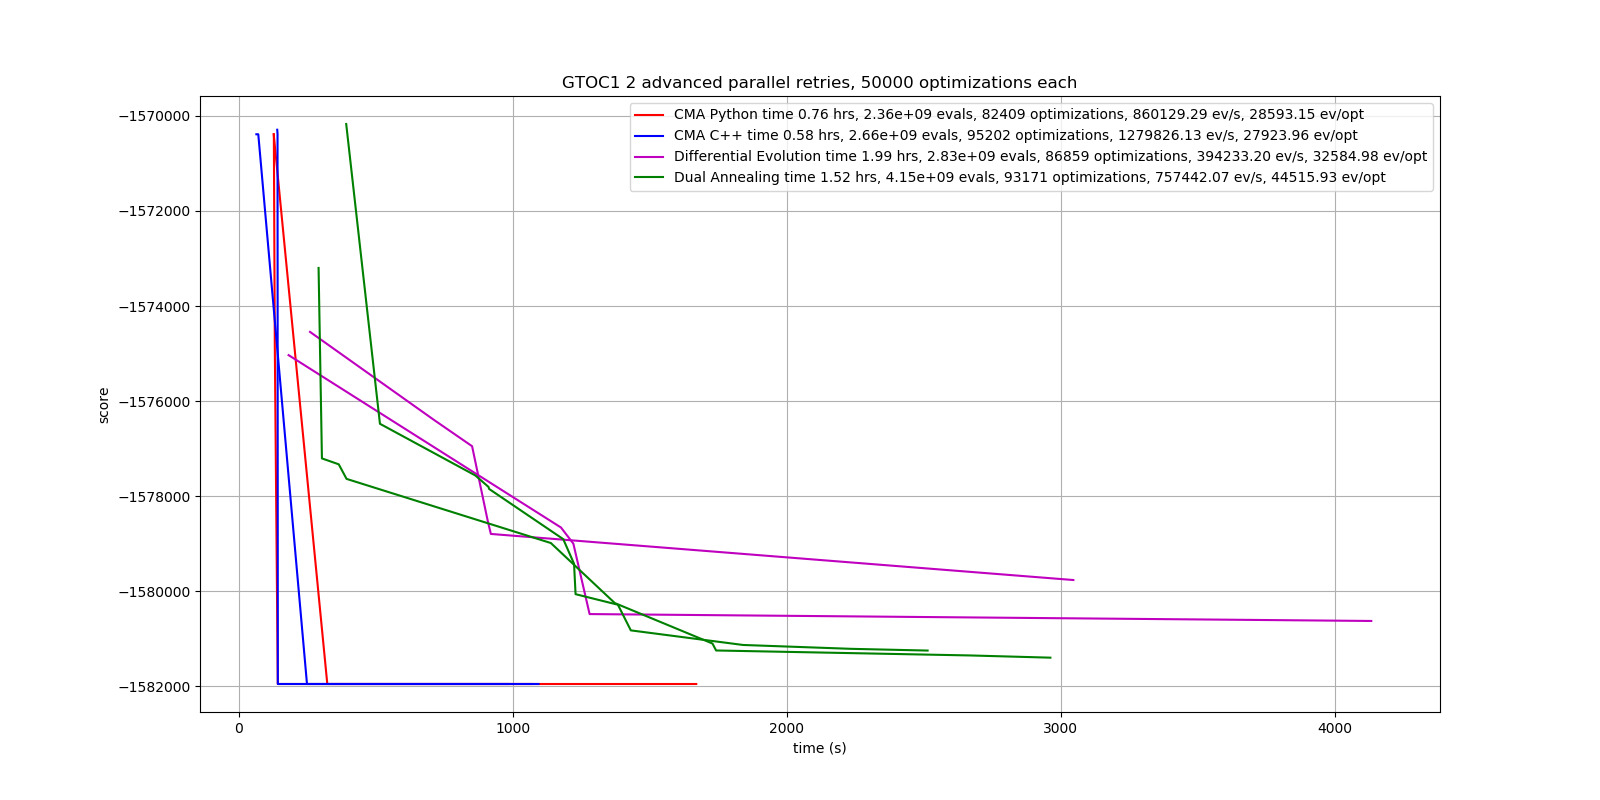 GTOC1 2 advanced parallel retries, 50000 optimizations each
CMA Python time 0.76 hrs, 2.36e+09 evals, 82409 optimizations, 860129.29 ev/s, 28593.15 ev/opt
CMA C++ time 0.58 hrs, 2.66e+09 evals, 95202 optimizations, 1279826.13 ev/s, 27923.96 ev/opt
Differential Evolution time 1.99 hrs, 2.83e+09 evals, 86859 optimizations, 394233.20 ev/s, 32584.98 ev/opt
Dual Annealing time 1.52 hrs, 4.15e+09 evals, 93171 optimizations, 757442.07 ev/s, 44515.93 ev/opt
−1570000
−1572000
−1574000
−1576000
−1578000
−1580000
−1582000
score
0 1000 2000 3000 4000
time (s)